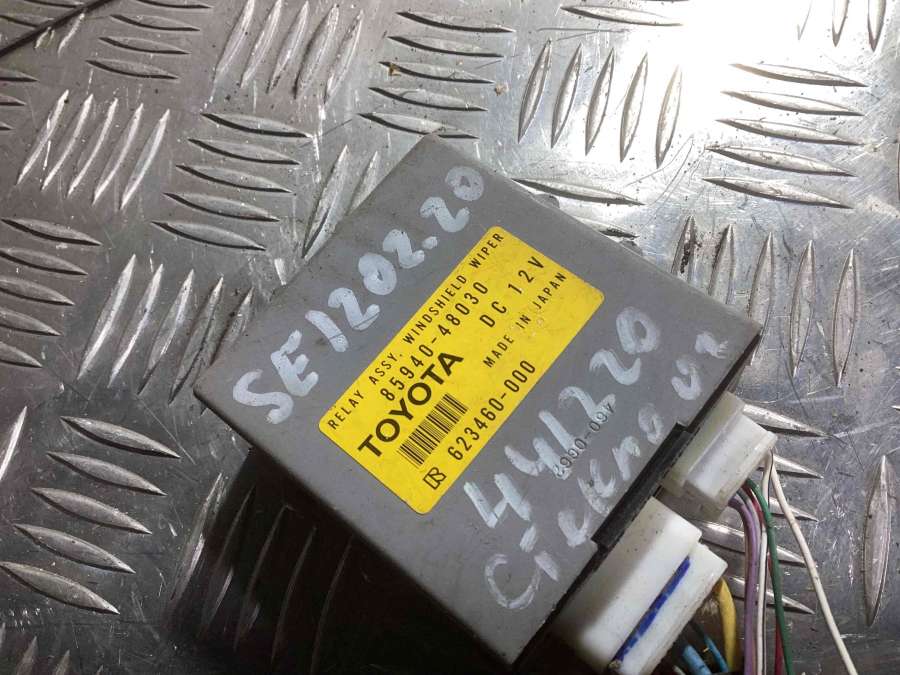 SE1202.20
RELAY ASSY, WINDSHIELD WIPER
85940-48030
TOYOTA DC 12V
MADE IN JAPAN
623460-000
441220